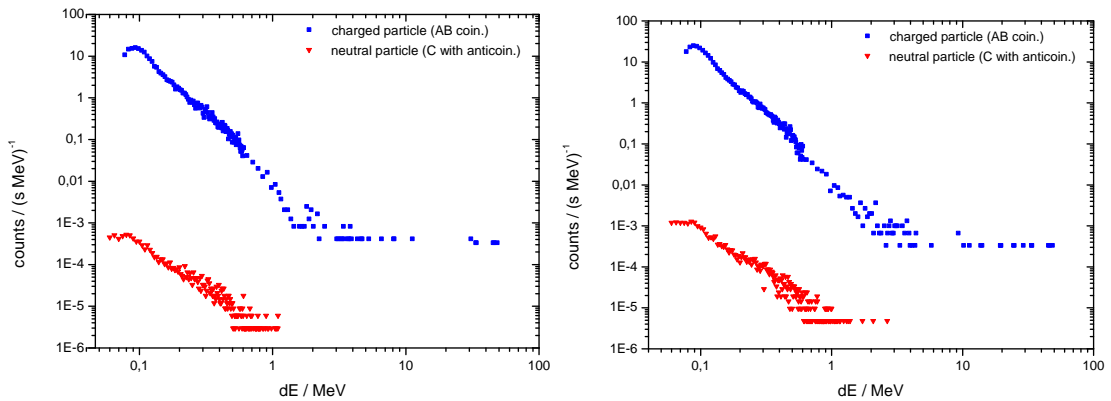 100
10
1
0,1
0,01
1E-3
1E-4
1E-5
1E-6
counts / (s MeV)⁻¹
charged particle (AB coin.)
neutral particle (C with anticoin.)
0,1
1
10
100
dE / MeV
100
10
1
0,1
0,01
1E-3
1E-4
1E-5
1E-6
counts / (s MeV)⁻¹
charged particle (AB coin.)
neutral particle (C with anticoin.)
0,1
1
10
100
dE / MeV